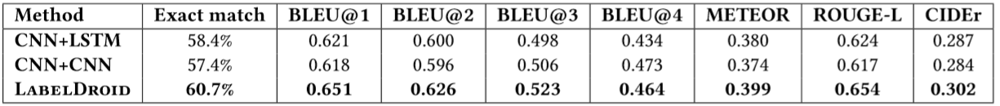 Method Exact match BLEU@1 BLEU@2 BLEU@3 BLEU@4 METEOR ROUGE-L CIDEr
CNN+LSTM 58.4% 0.621 0.600 0.498 0.434 0.380 0.624 0.287
CNN+CNN 57.4% 0.618 0.596 0.506 0.473 0.374 0.617 0.284
LABELDROID 60.7% 0.651 0.626 0.523 0.464 0.399 0.654 0.302